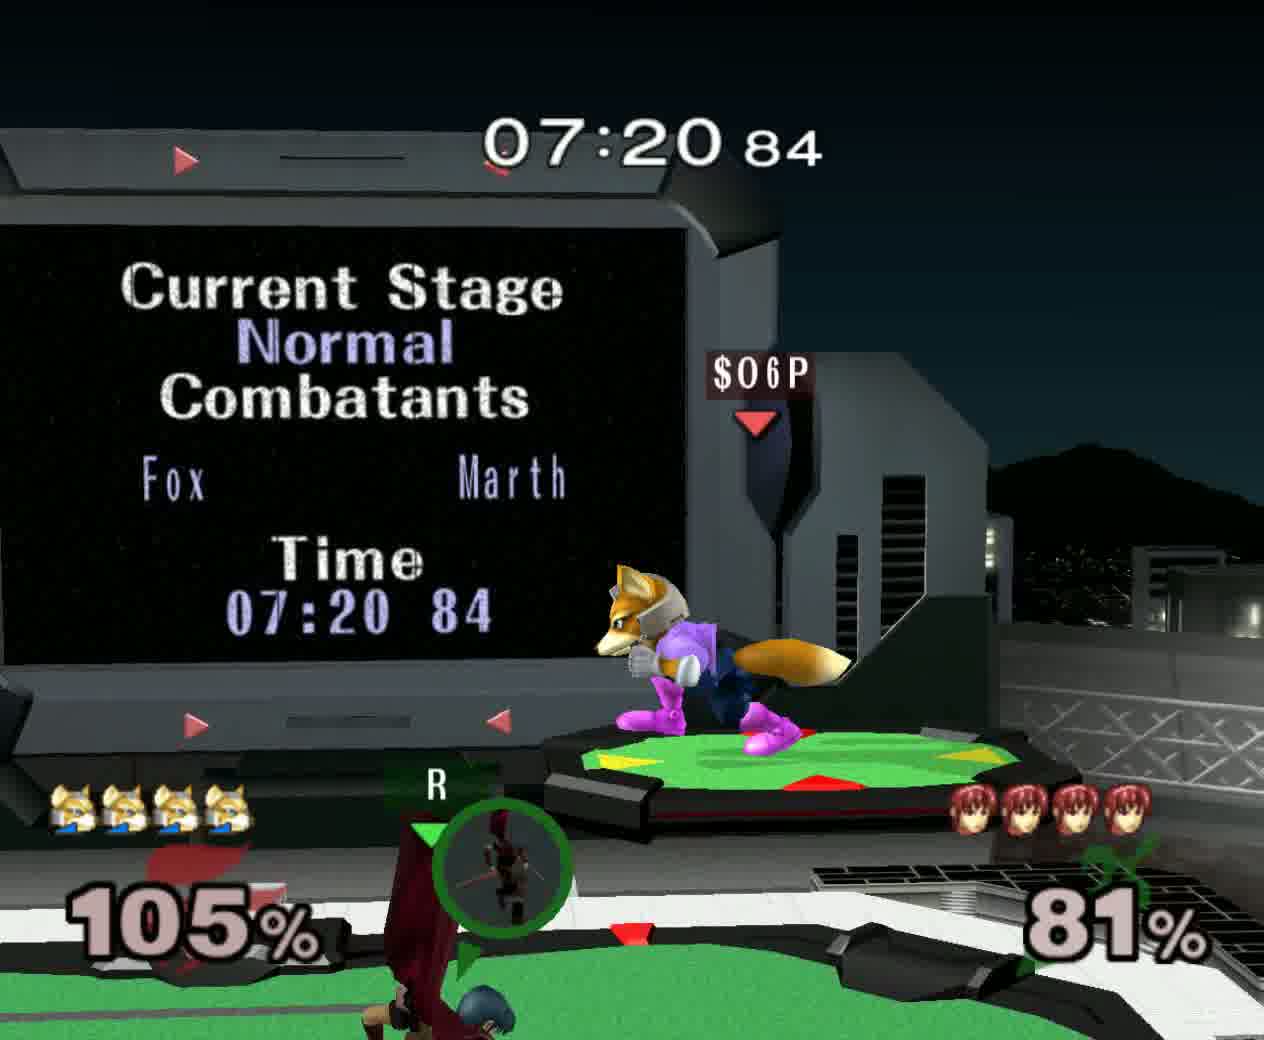 07:20 84
Current Stage
Normal
Combatants
Fox Marth
Time
07:20 84
$06P
R
105%
81%